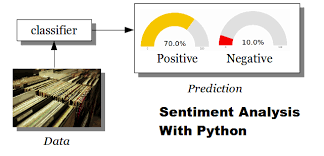 classifier
70.0%
10.0%
Positive
Negative
Data
Prediction
Sentiment Analysis
With Python